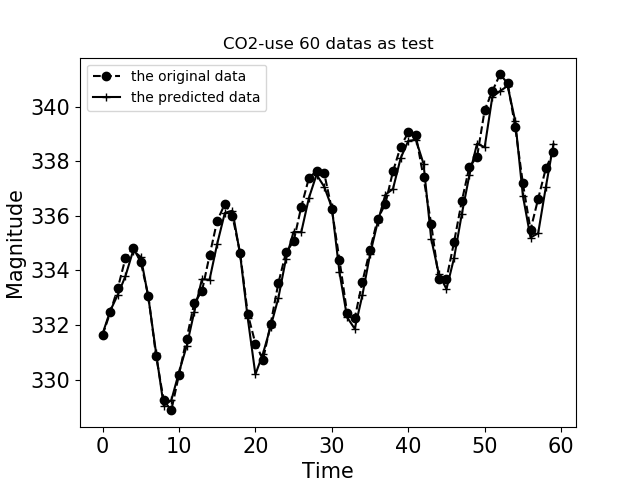 CO2-use 60 datas as test
the original data
the predicted data
340
338
336
334
332
330
Magnitude
0 10 20 30 40 50 60
Time